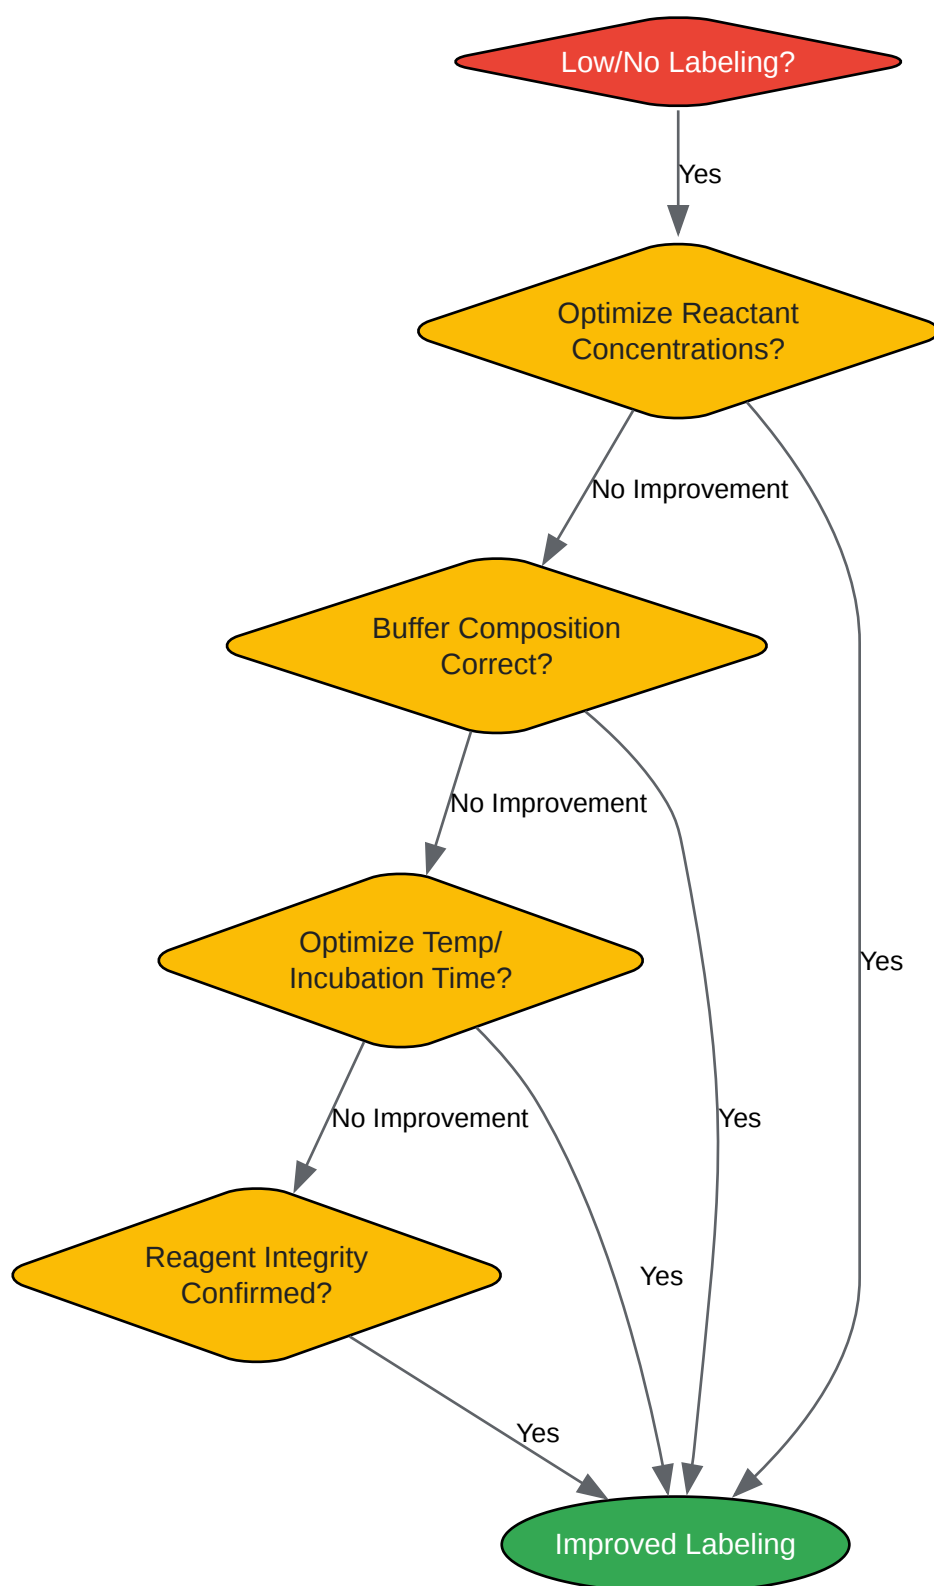 Low/No Labeling?
Yes
Optimize Reactant
Concentrations?
No Improvement
Buffer Composition
Correct?
No Improvement
Optimize Temp/
Incubation Time?
Yes
No Improvement
Yes
Reagent Integrity
Confirmed?
Yes
Yes
Improved Labeling